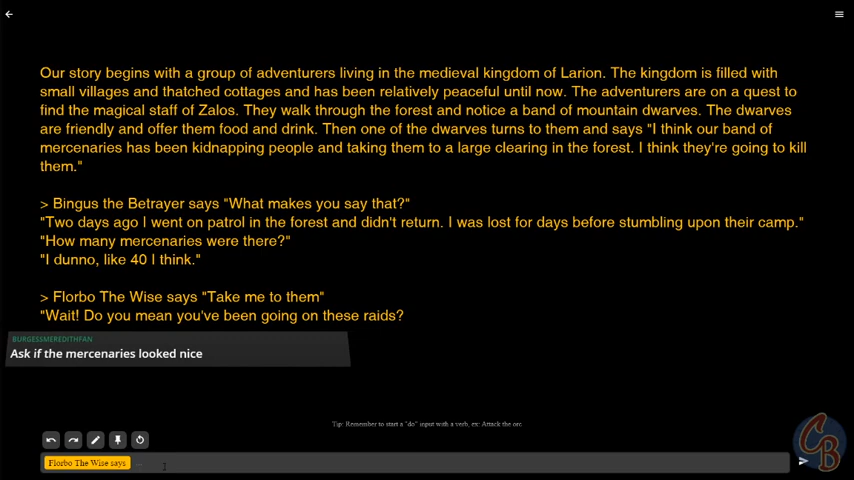 Our story begins with a group of adventurers living in the medieval kingdom of Larion. The kingdom is filled with
small villages and thatched cottages and has been relatively peaceful until now. The adventurers are on a quest to
find the magical staff of Zalos. They walk through the forest and notice a band of mountain dwarves. The dwarves
are friendly and offer them food and drink. Then one of the dwarves turns to them and says "I think our band of
mercenaries has been kidnapping people and taking them to a large clearing in the forest. I think they're going to kill
them."
> Bingus the Betrayer says "What makes you say that?"
"Two days ago I went on patrol in the forest and didn't return. I was lost for days before stumbling upon their camp."
"How many mercenaries were there?"
"I dunno, like 40 I think."
> Florbo The Wise says "Take me to them"
"Wait! Do you mean you've been going on these raids?
BURGESSMEREDITHFAN
Ask if the mercenaries looked nice
Tip: Remember to start a "do" input with a verb, ex: Attack the orc
Florbo The Wise says ...
CB